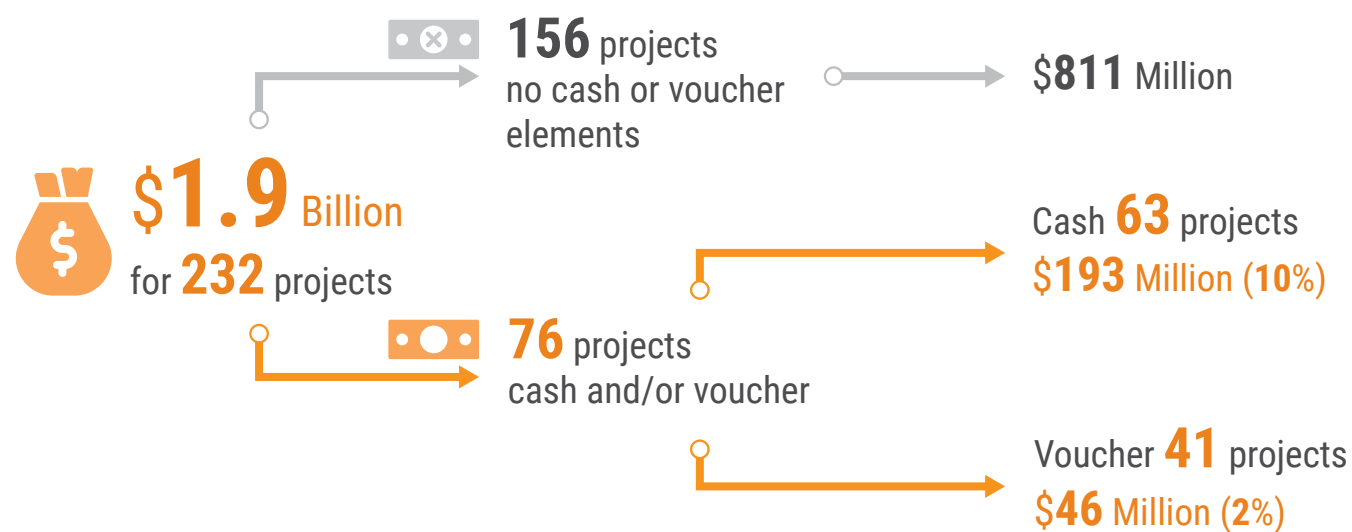 $1.9 Billion
for 232 projects
156 projects
no cash or voucher
elements
$811 Million
76 projects
cash and/or voucher
Cash 63 projects
$193 Million (10%)
Voucher 41 projects
$46 Million (2%)
$